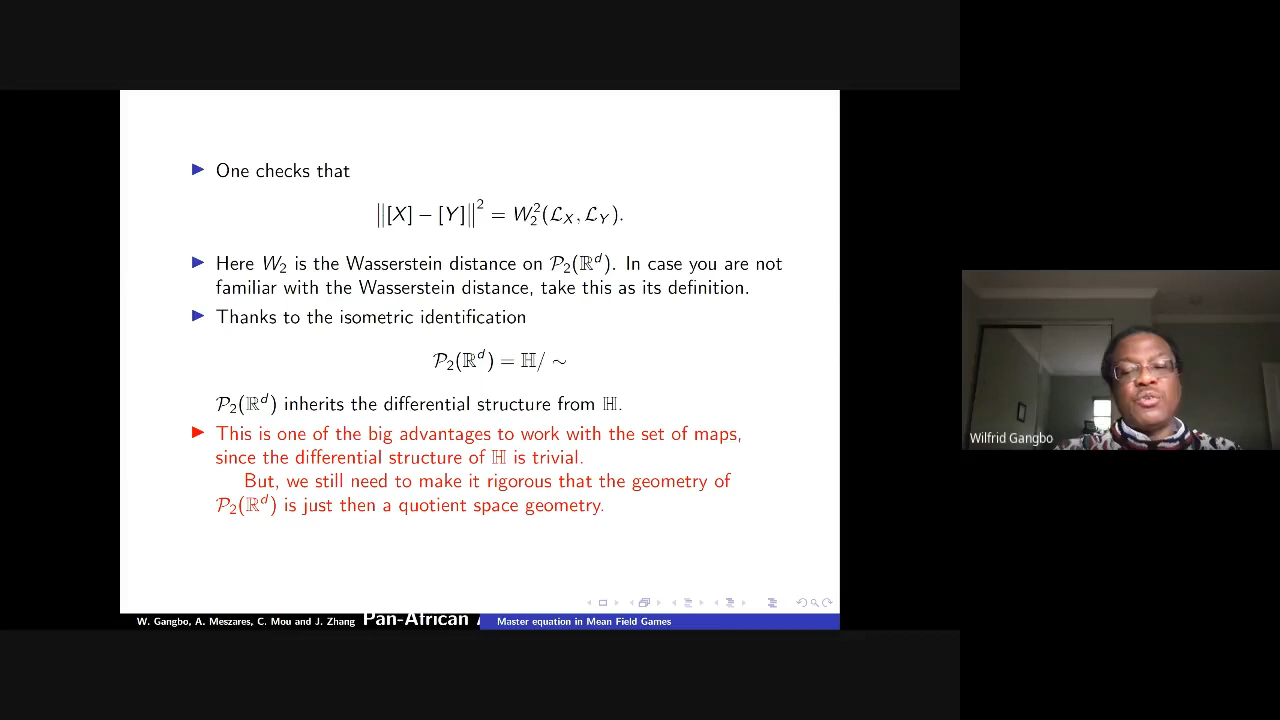 ▶ One checks that
‖[X] − [Y]‖² = W₂²(ℒ_X, ℒ_Y).
▶ Here W₂ is the Wasserstein distance on 𝒫₂(ℝᵈ). In case you are not
familiar with the Wasserstein distance, take this as its definition.
▶ Thanks to the isometric identification
𝒫₂(ℝᵈ) = ℍ/ ∼
𝒫₂(ℝᵈ) inherits the differential structure from ℍ.
▶ This is one of the big advantages to work with the set of maps,
since the differential structure of ℍ is trivial.
But, we still need to make it rigorous that the geometry of
𝒫₂(ℝᵈ) is just then a quotient space geometry.
W. Gangbo, A. Meszares, C. Mou and J. Zhang Pan-African
Master equation in Mean Field Games
Wilfrid Gangbo